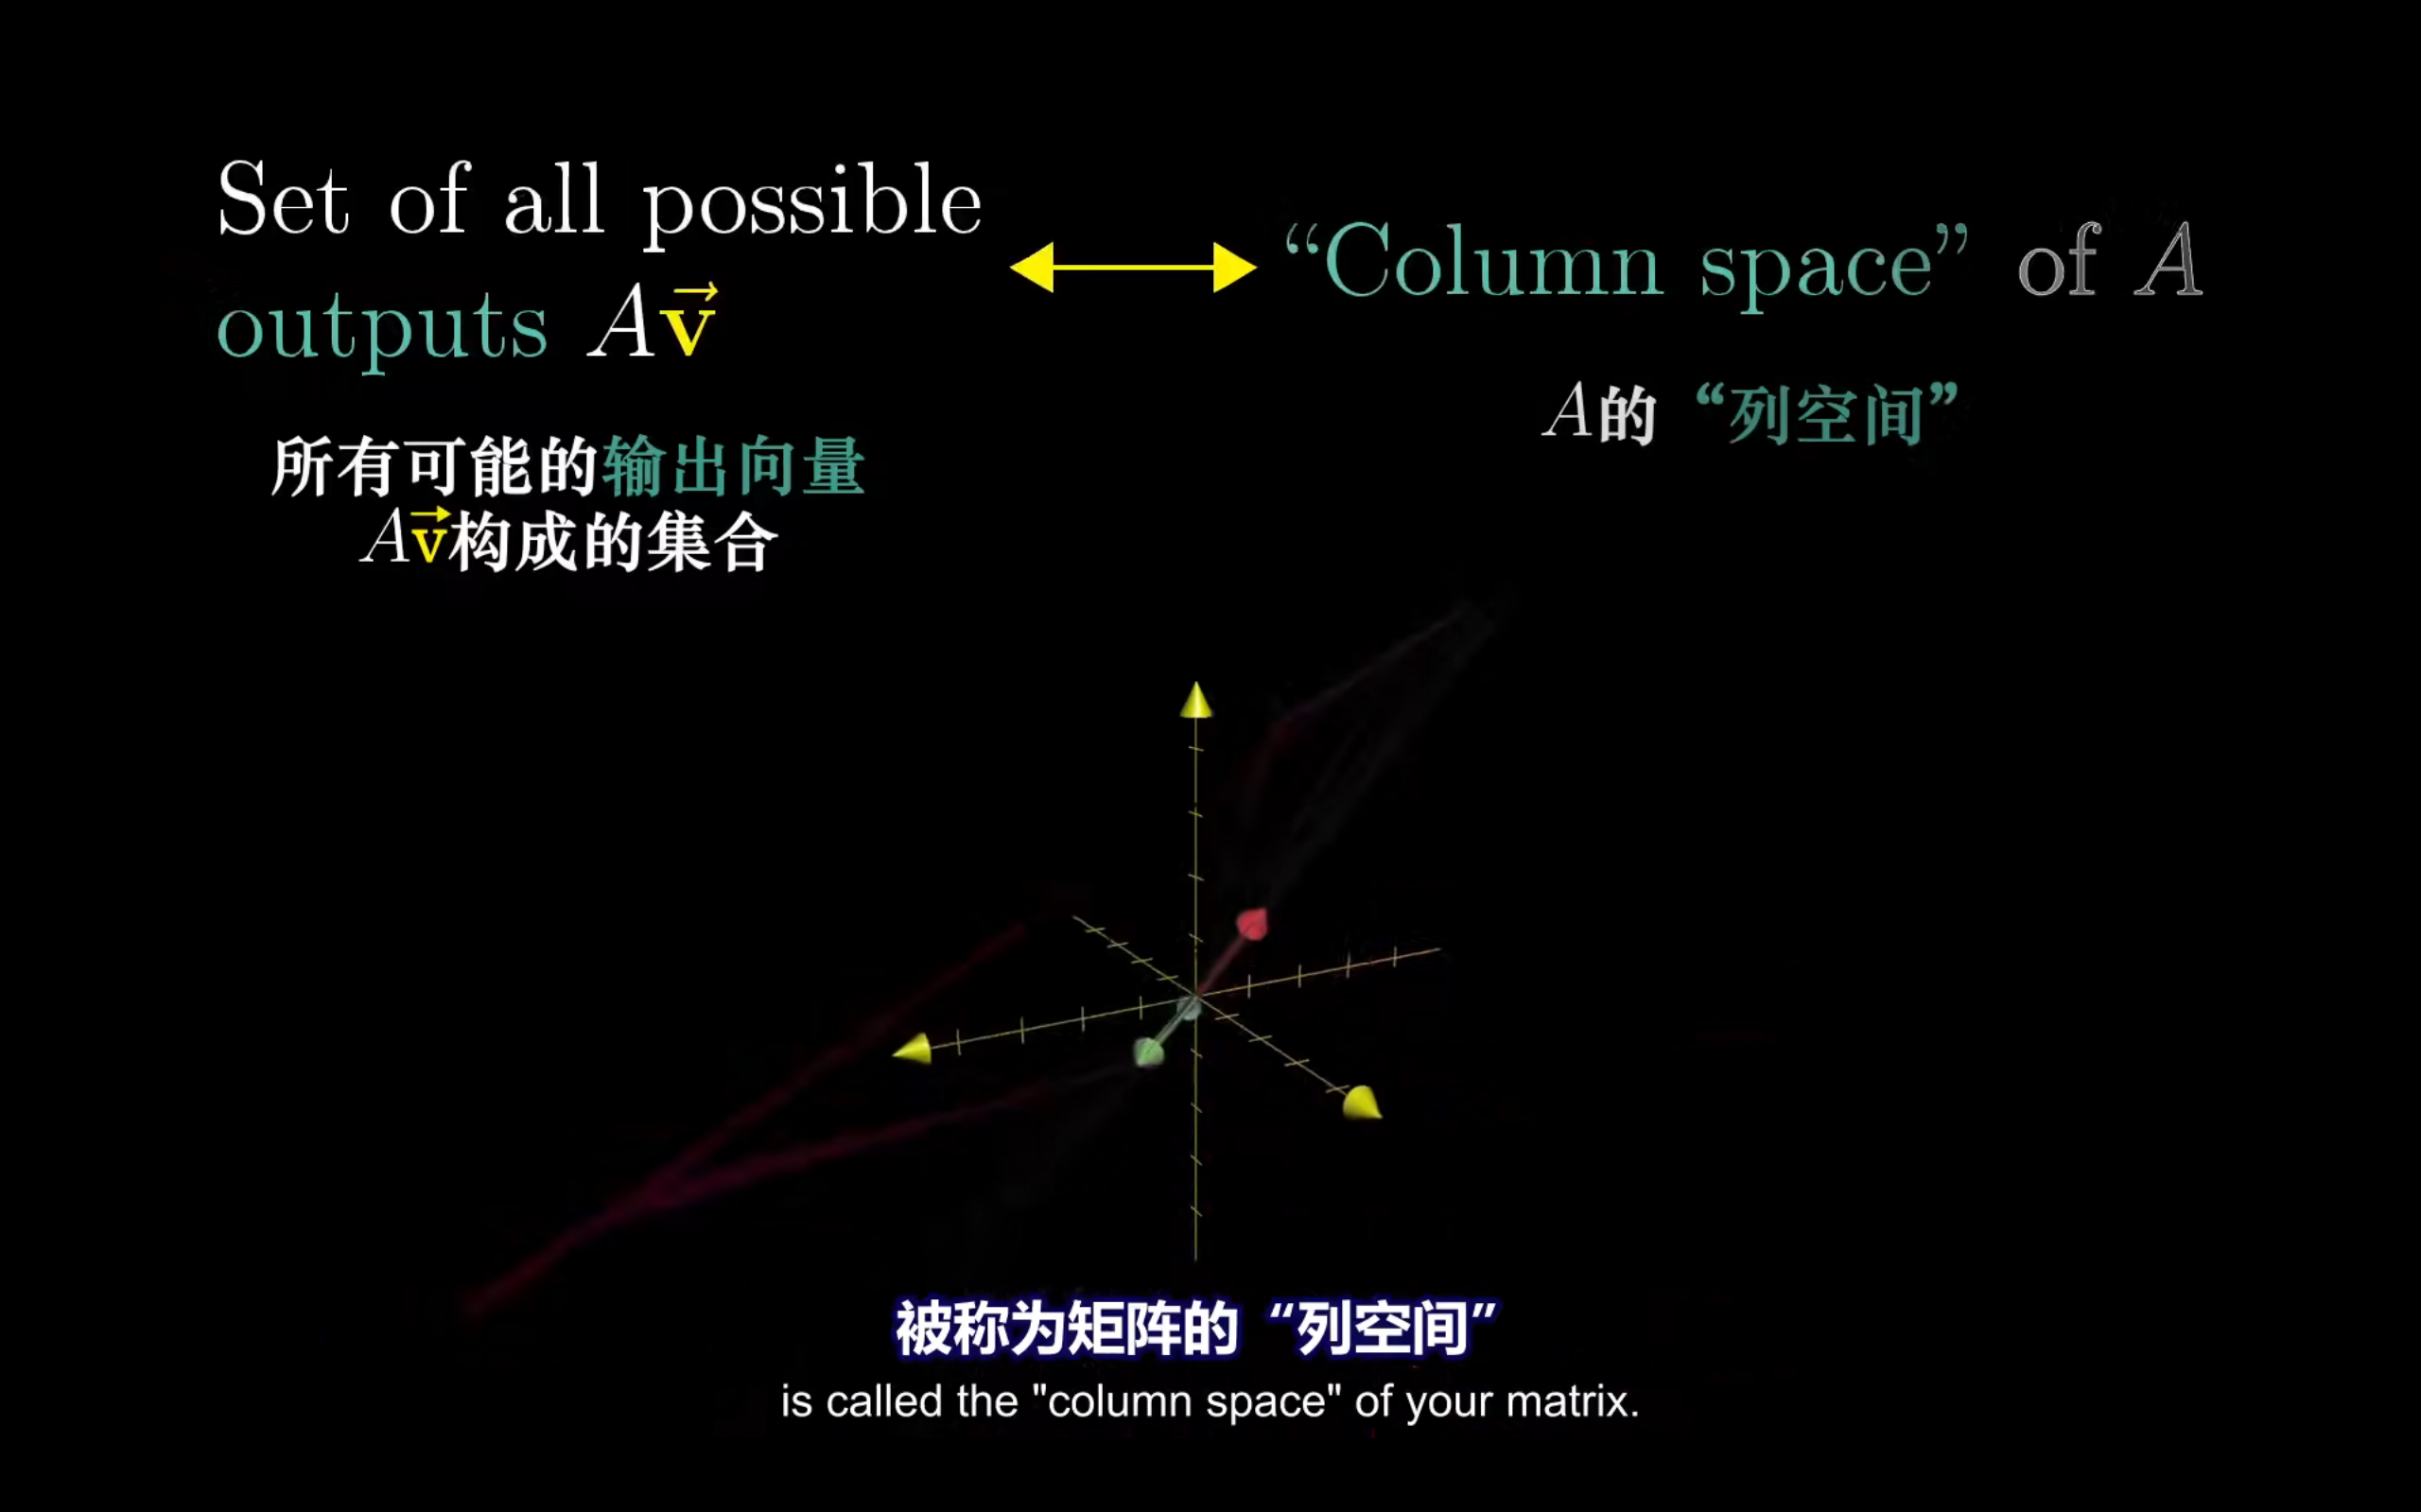 Set of all possible
outputs A\vec{v}
“Column space” of A
所有可能的输出向量
A\vec{v}构成的集合
A的“列空间”
被称为矩阵的“列空间”
is called the "column space" of your matrix.